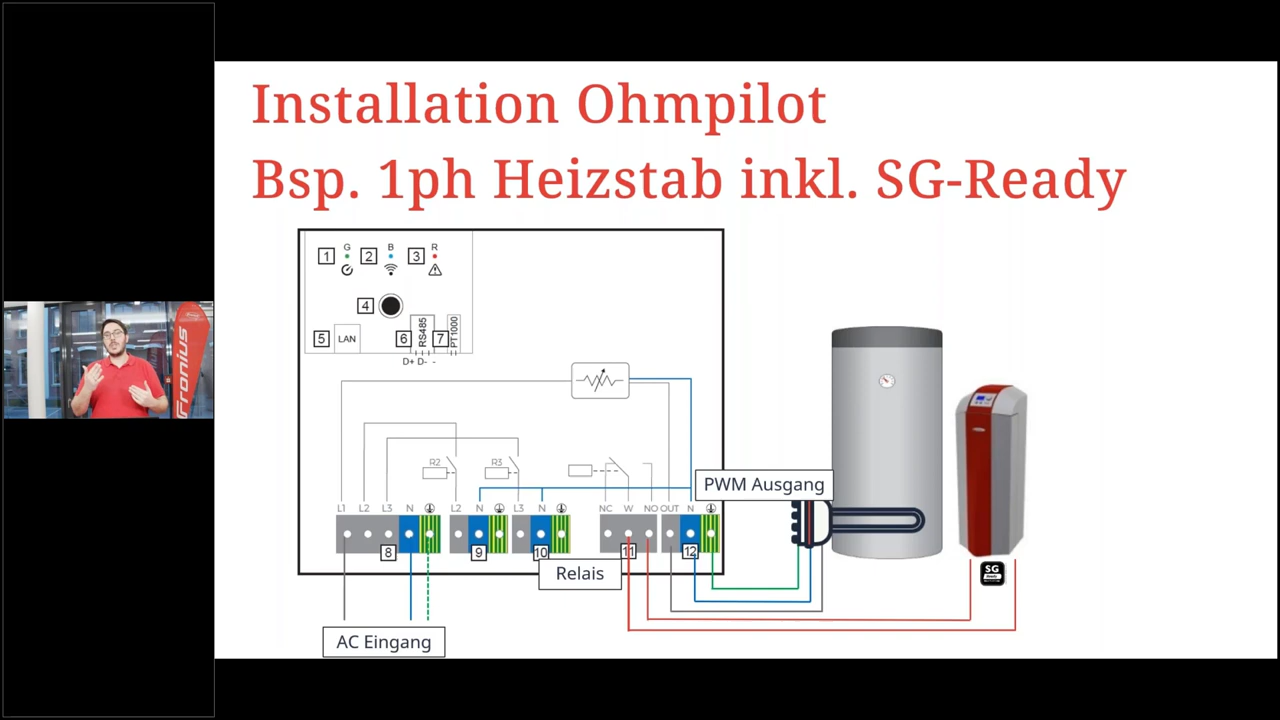 Installation Ohmpilot
Bsp. 1ph Heizstab inkl. SG-Ready
G B R
1 2 3
4
5 LAN 6 RS485 7 PT1000
D+ D- -
R2 R3
PWM Ausgang
L1 L2 L3 N L2 N L3 N NC W NO OUT N
8 9 10 11 12
Relais
SG
AC Eingang
Fronius